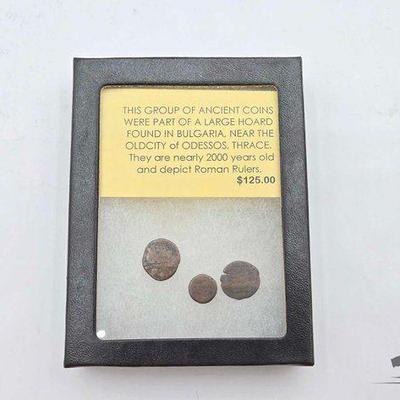 THIS GROUP OF ANCIENT COINS
WERE PART OF A LARGE HOARD
FOUND IN BULGARIA, NEAR THE
OLDCITY of ODESSOS, THRACE.
They are nearly 2000 years old
and depict Roman Rulers.
$125.00